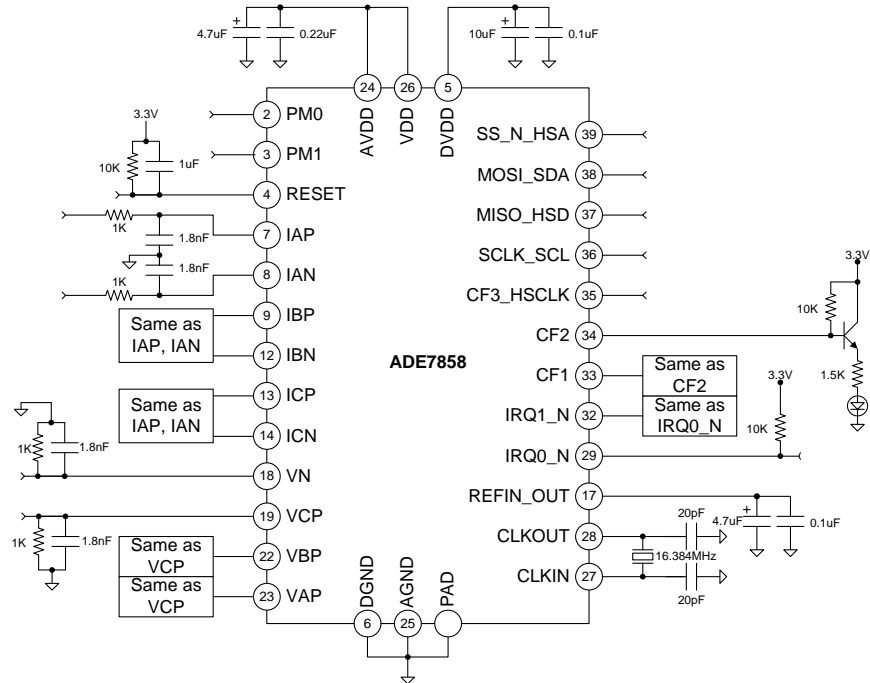 4.7uF
+
0.22uF
10uF
+
0.1uF
24
26
5
AVDD
VDD
DVDD
2
PM0
3
PM1
4
RESET
7
IAP
8
IAN
9
IBP
12
IBN
13
ICP
14
ICN
18
VN
19
VCP
22
VBP
23
VAP
3.3V
10K
1uF
1K
1.8nF
1.8nF
1K
Same as
IAP, IAN
Same as
IAP, IAN
1K
1.8nF
1K
1.8nF
Same as
VCP
Same as
VCP
ADE7858
SS_N_HSA
39
MOSI_SDA
38
MISO_HSD
37
SCLK_SCL
36
CF3_HSCLK
35
CF2
34
CF1
33
IRQ1_N
32
IRQ0_N
29
REFIN_OUT
17
CLKOUT
28
CLKIN
27
3.3V
10K
1.5K
Same as
CF2
Same as
IRQ0_N
3.3V
10K
20pF
4.7uF
+
0.1uF
16.384MHz
20pF
DGND
AGND
PAD
6
25